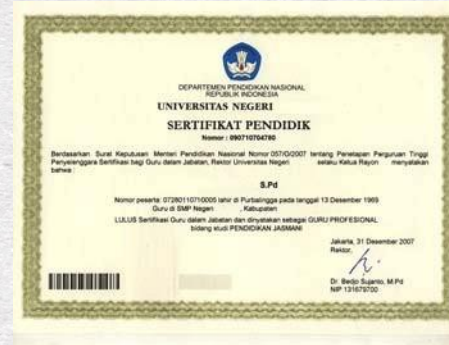 DEPARTEMEN PENDIDIKAN NASIONAL
REPUBLIK INDONESIA
UNIVERSITAS NEGERI
SERTIFIKAT PENDIDIK
Nomor : 090710704780
Berdasarkan Surat Keputusan Menteri Pendidikan Nasional Nomor 057/O/2007 tentang Penetapan Perguruan Tinggi
Penyelenggara Sertifikasi bagi Guru dalam Jabatan, Rektor Universitas Negeri selaku Ketua Rayon menyatakan
bahwa :
S.Pd
Nomor peserta 07280110710005 lahir di Purbalingga pada tanggal 13 Desember 1965
Guru di SMP Negeri , Kabupaten
LULUS Sertifikasi Guru dalam Jabatan dan dinyatakan sebagai GURU PROFESIONAL
bidang studi PENDIDIKAN JASMANI
Jakarta, 31 Desember 2007
Rektor,
Dr. Bedjo Sujanto, M.Pd
NIP 131679700